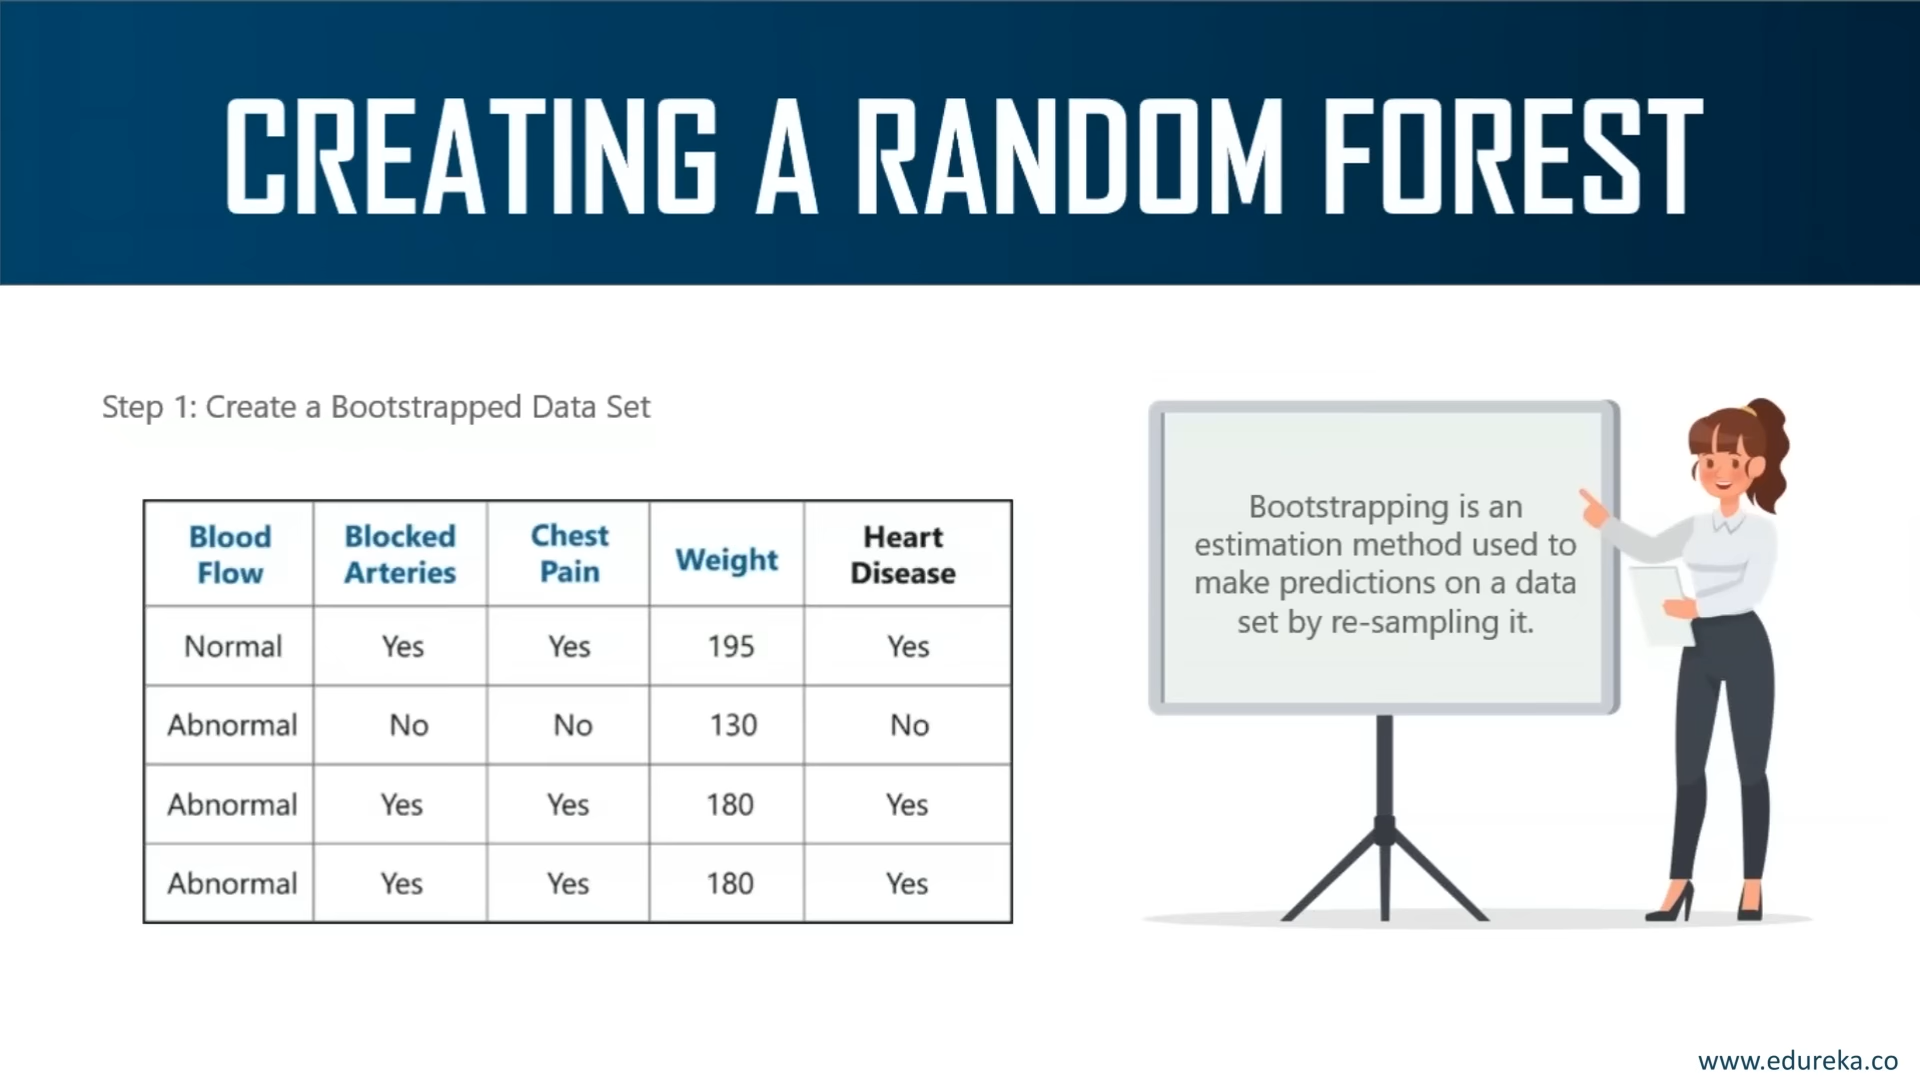 CREATING A RANDOM FOREST
Step 1: Create a Bootstrapped Data Set
Blood Flow Blocked Arteries Chest Pain Weight Heart Disease
Normal Yes Yes 195 Yes
Abnormal No No 130 No
Abnormal Yes Yes 180 Yes
Abnormal Yes Yes 180 Yes
Bootstrapping is an
estimation method used to
make predictions on a data
set by re-sampling it.
www.edureka.co